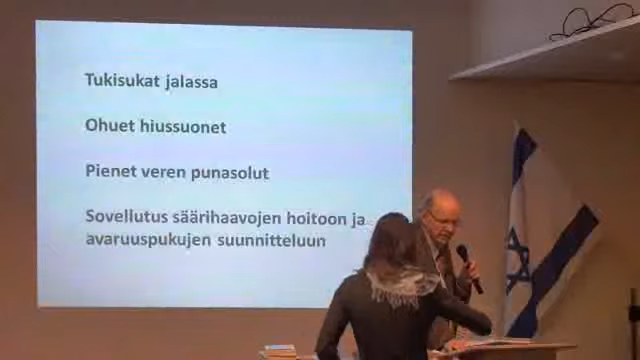 Tukisukat jalassa
Ohuet hiussuonet
Pienet veren punasolut
Sovellutus säärihaavojen hoitoon ja
avaruuspukujen suunnitteluun